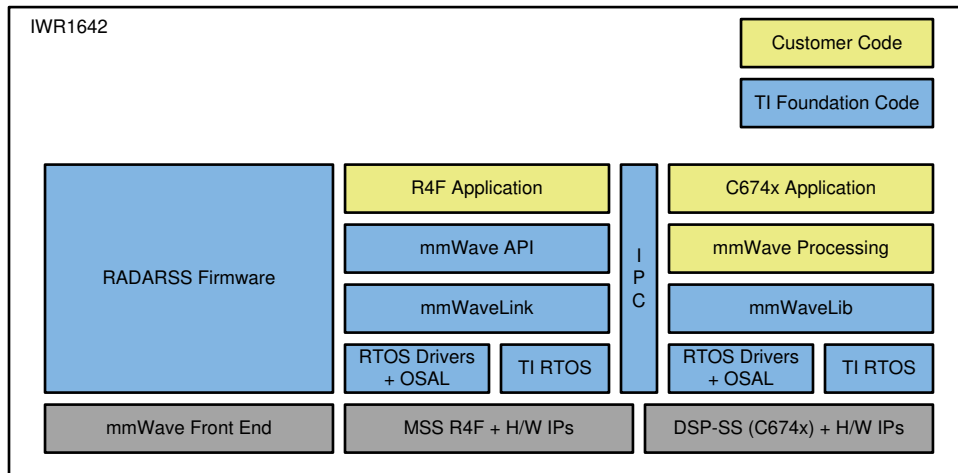 IWR1642
Customer Code
TI Foundation Code
RADARSS Firmware
R4F Application
mmWave API
mmWaveLink
RTOS Drivers
+ OSAL
TI RTOS
I
P
C
C674x Application
mmWave Processing
mmWaveLib
RTOS Drivers
+ OSAL
TI RTOS
mmWave Front End
MSS R4F + H/W IPs
DSP-SS (C674x) + H/W IPs